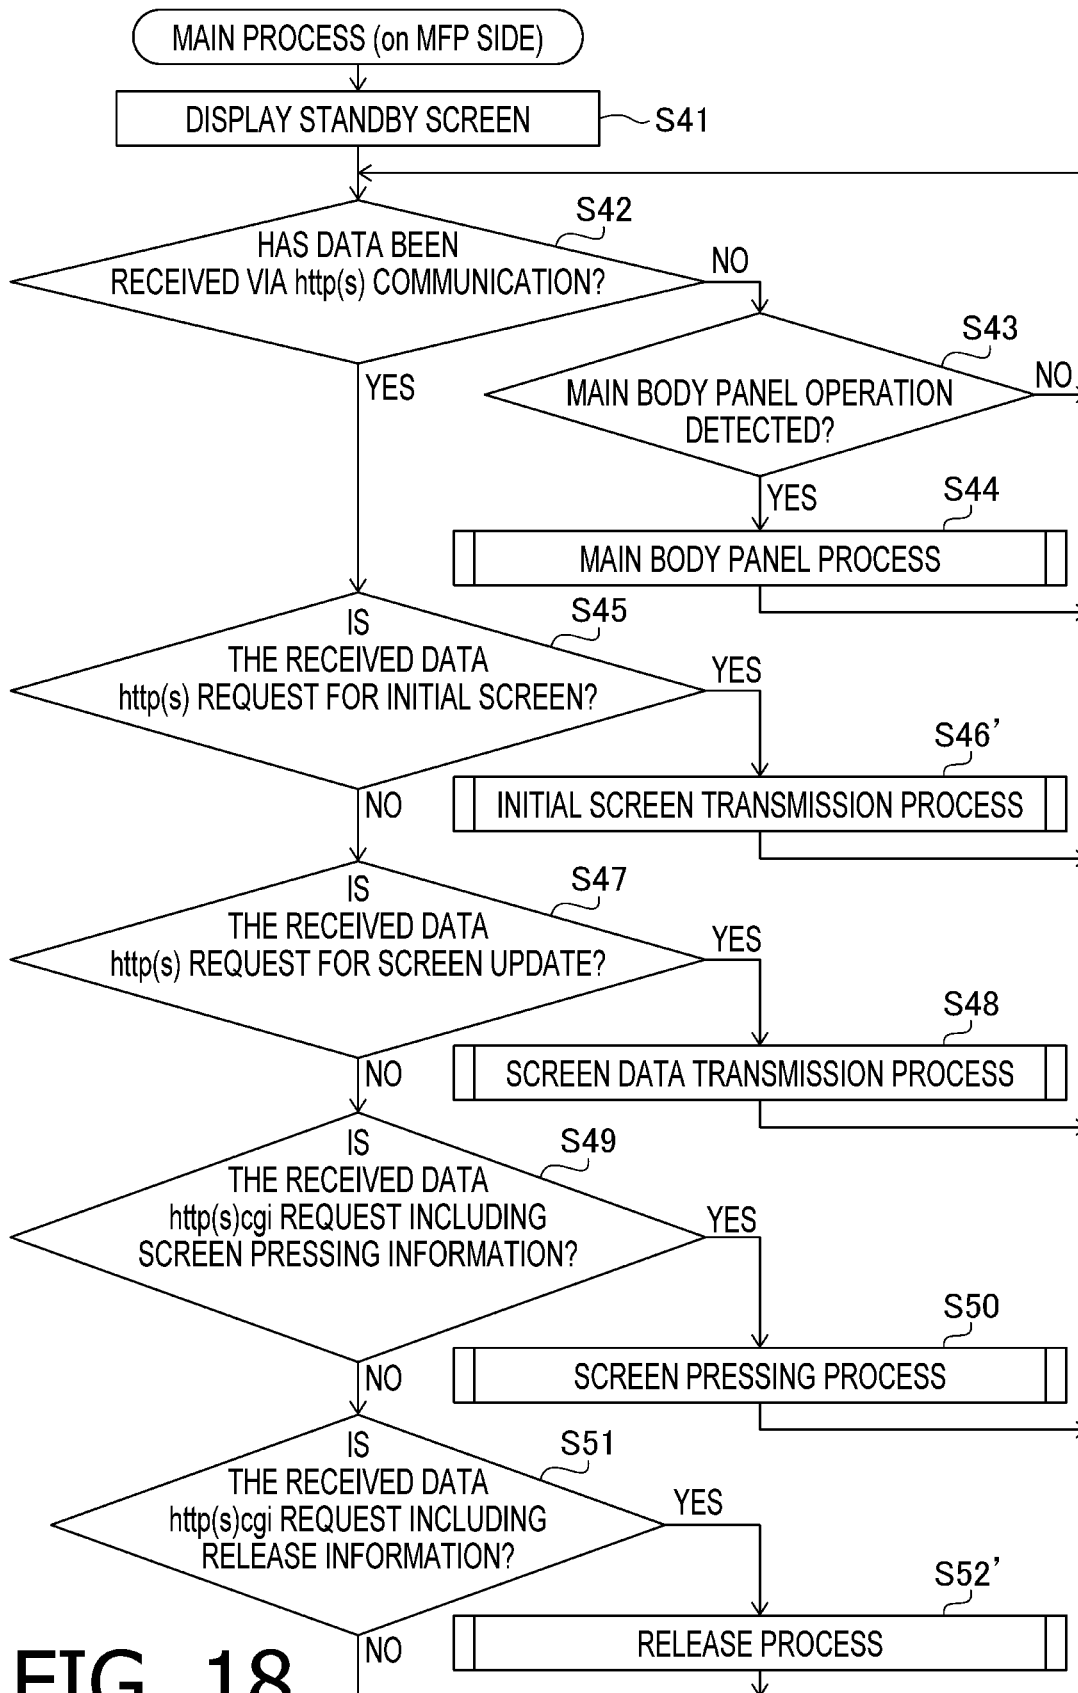 MAIN PROCESS (on MFP SIDE)
DISPLAY STANDBY SCREEN
S41
S42
HAS DATA BEEN
RECEIVED VIA http(s) COMMUNICATION?
NO
YES
S43
MAIN BODY PANEL OPERATION
DETECTED?
NO
YES
S44
MAIN BODY PANEL PROCESS
S45
IS
THE RECEIVED DATA
http(s) REQUEST FOR INITIAL SCREEN?
YES
NO
S46'
INITIAL SCREEN TRANSMISSION PROCESS
S47
IS
THE RECEIVED DATA
http(s) REQUEST FOR SCREEN UPDATE?
YES
NO
S48
SCREEN DATA TRANSMISSION PROCESS
S49
IS
THE RECEIVED DATA
http(s)cgi REQUEST INCLUDING
SCREEN PRESSING INFORMATION?
YES
NO
S50
SCREEN PRESSING PROCESS
S51
IS
THE RECEIVED DATA
http(s)cgi REQUEST INCLUDING
RELEASE INFORMATION?
YES
NO
S52'
RELEASE PROCESS
FIG. 18